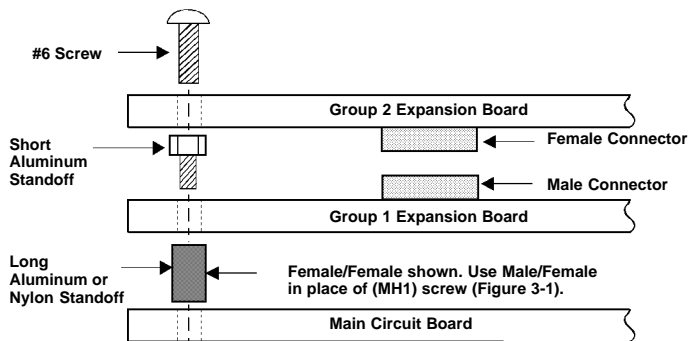 #6 Screw
Group 2 Expansion Board
Short
Aluminum
Standoff
Female Connector
Male Connector
Group 1 Expansion Board
Long
Aluminum or
Nylon Standoff
Female/Female shown. Use Male/Female
in place of (MH1) screw (Figure 3-1).
Main Circuit Board